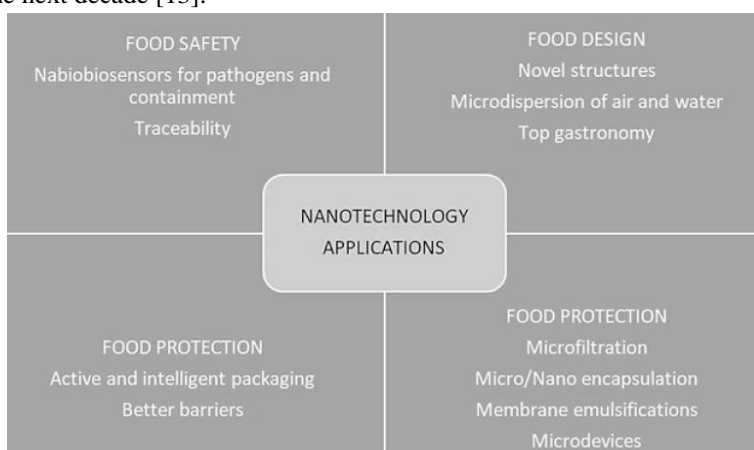 next decade [15].
FOOD SAFETY
Nabiobiosensors for pathogens and
containment
Traceability
FOOD DESIGN
Novel structures
Microdispersion of air and water
Top gastronomy
NANOTECHNOLOGY
APPLICATIONS
FOOD PROTECTION
Active and intelligent packaging
Better barriers
FOOD PROTECTION
Microfiltration
Micro/Nano encapsulation
Membrane emulsifications
Microdevices